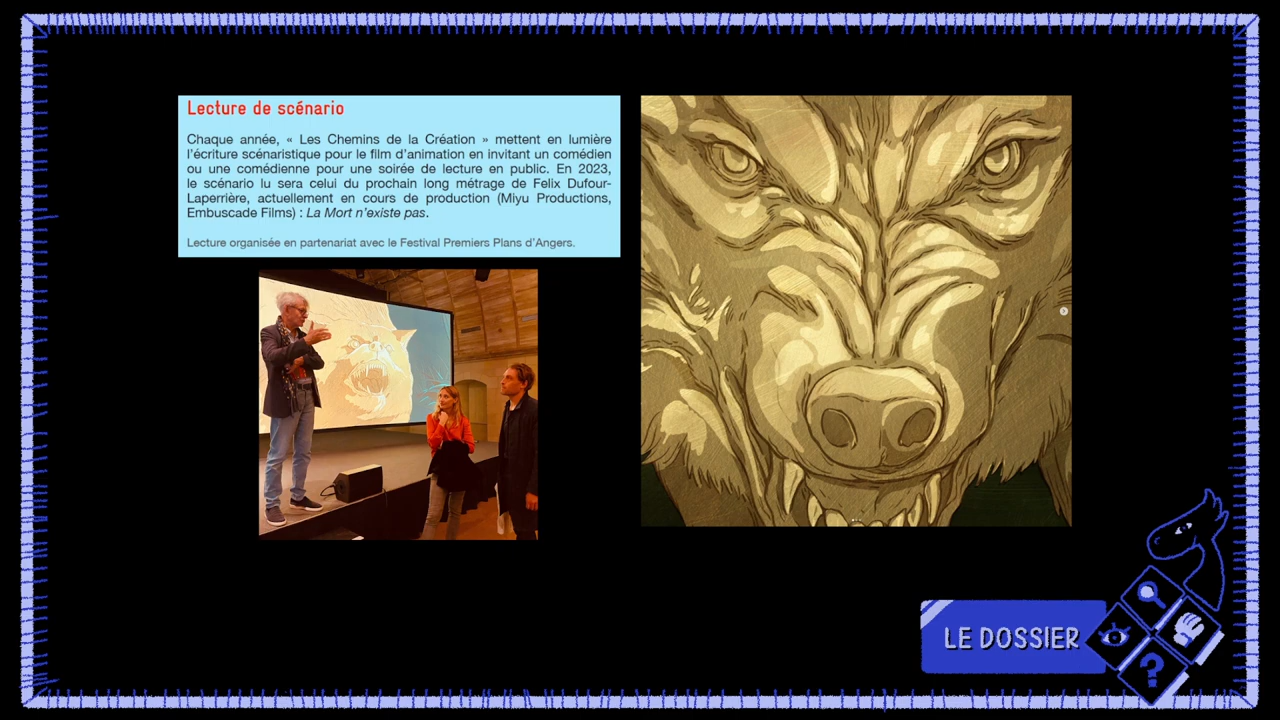 Lecture de scénario
Chaque année, « Les Chemins de la Création » mettent en lumière
l'écriture scénaristique pour le film d'animation en invitant un comédien
ou une comédienne pour une soirée de lecture en public. En 2023,
le scénario lu sera celui du prochain long métrage de Felix Dufour-
Laperrière, actuellement en cours de production (Miyu Productions,
Embuscade Films) : La Mort n'existe pas.
Lecture organisée en partenariat avec le Festival Premiers Plans d'Angers.
LE DOSSIER
?